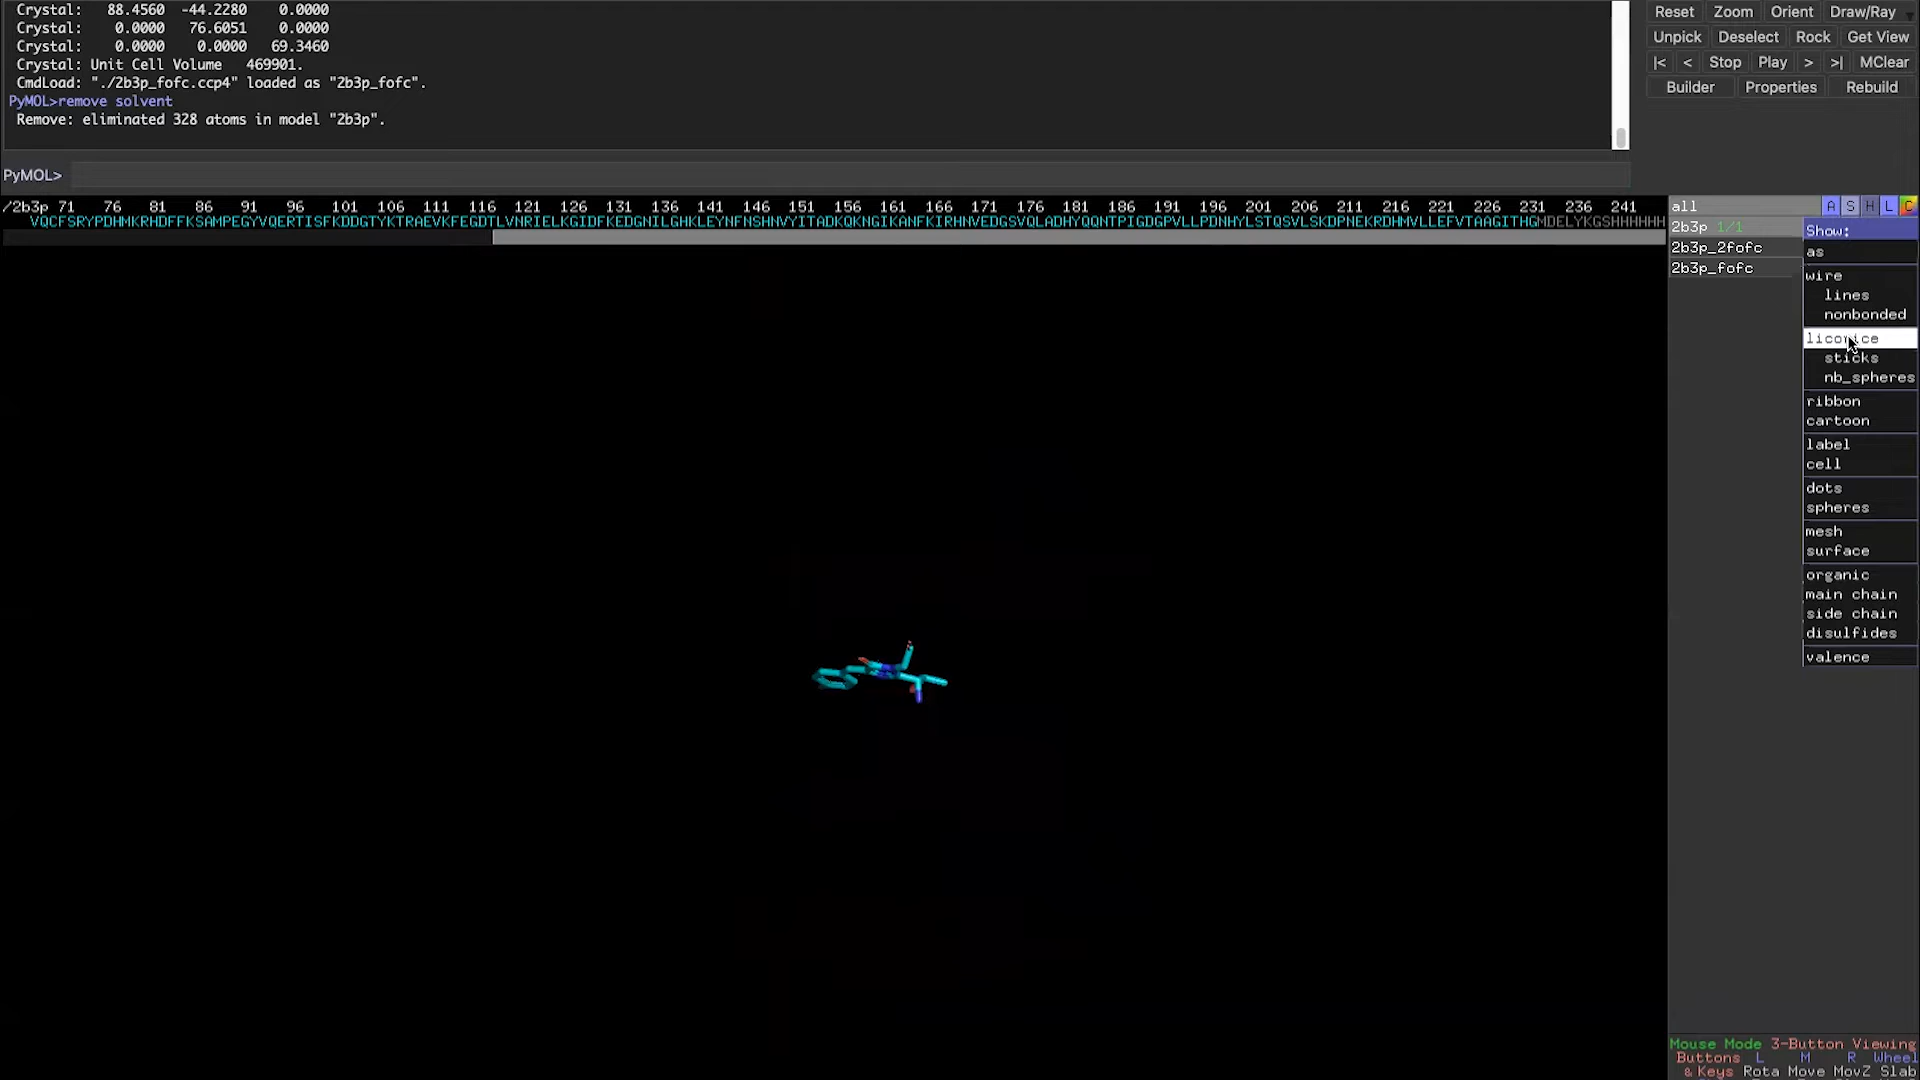 Crystal:   88.4560  -44.2280    0.0000
Crystal:    0.0000   76.6051    0.0000
Crystal:    0.0000    0.0000   69.3460
Crystal: Unit Cell Volume   469901.
CmdLoad: "./2b3p_fofc.ccp4" loaded as "2b3p_fofc".
PyMOL>remove solvent
Remove: eliminated 328 atoms in model "2b3p".
PyMOL>
Reset Zoom Orient Draw/Ray
Unpick Deselect Rock Get View
|< < Stop Play > >| MClear
Builder Properties Rebuild
/2b3p 71 76 81 86 91 96 101 106 111 116 121 126 131 136 141 146 151 156 161 166 171 176 181 186 191 196 201 206 211 216 221 226 231 236 241
VQCFSRYPDHMKRHDFFKSAMPEGYVQERTISFKDDGTYKTRAEVKFEGDTLVNRIELKGIDFKEDGNILGHKLEYNFNSHNVYITADKQKNGIKANFKIRHNVEDGSVQLADHYQQNTPIGDGPVLLPDNHYLSTQSVLSKDPNEKRDHMVLLEFVTAAGITHGMDELYKGSHHHHHH
all A S H L C
2b3p 1/1
2b3p_2fofc
2b3p_fofc
Show:
as
wire
lines
nonbonded
licorice
sticks
nb_spheres
ribbon
cartoon
label
cell
dots
spheres
mesh
surface
organic
main chain
side chain
disulfides
valence
Mouse Mode 3-Button Viewing
Buttons L M R Wheel
& Keys Rota Move MovZ Slab